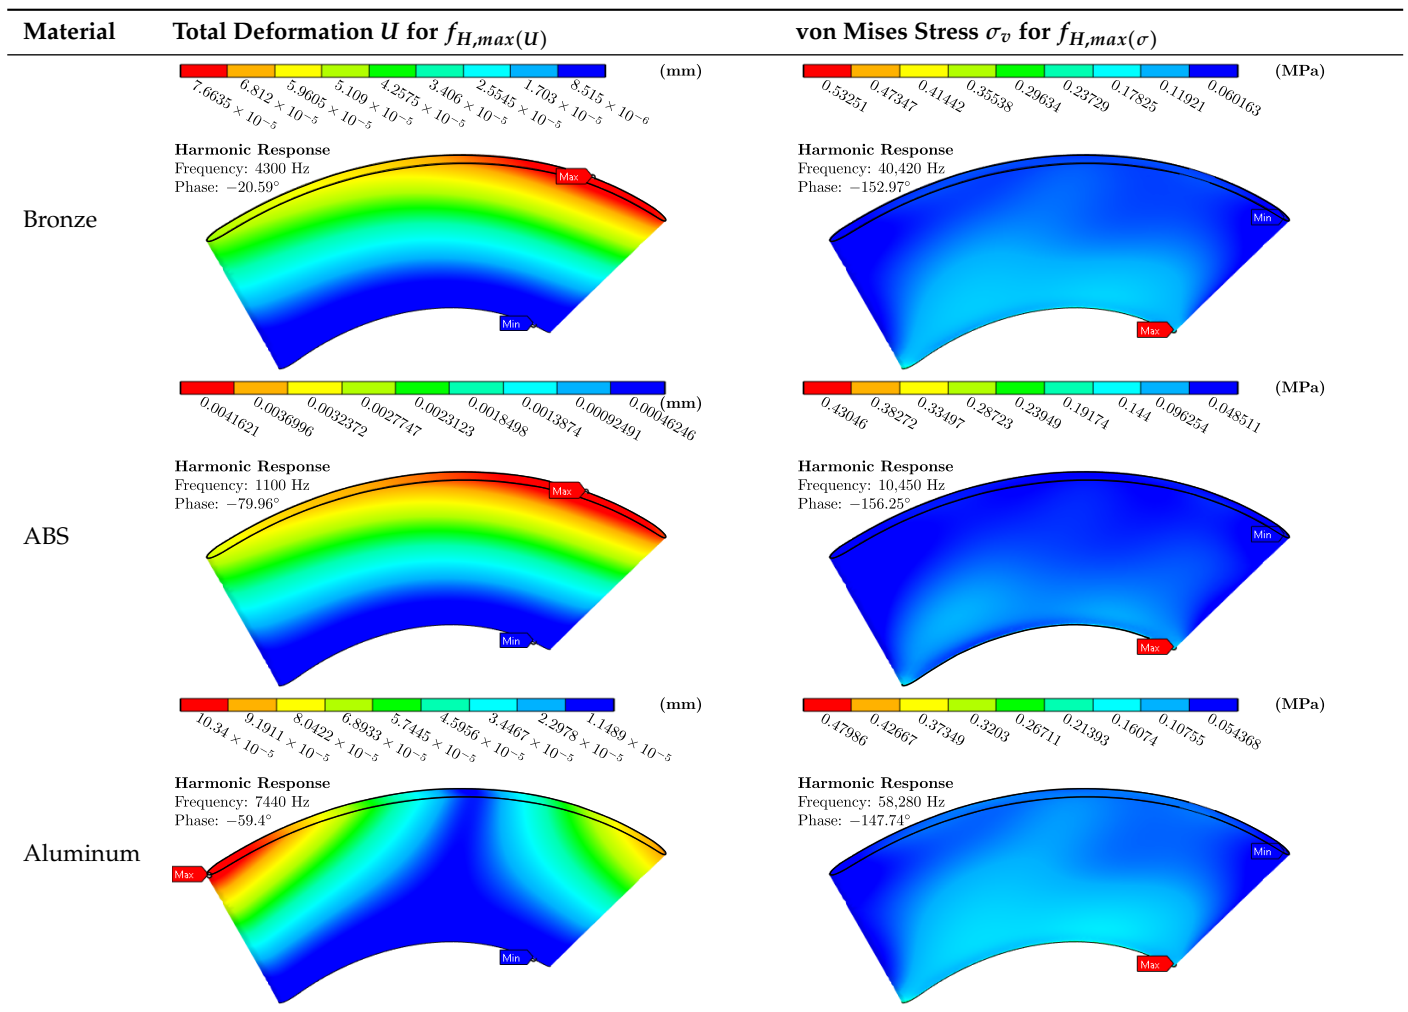 Material Total Deformation U for f_{H,max(U)} von Mises Stress σ_v for f_{H,max(σ)}
(mm)
7.6635 × 10⁻⁵ 6.812 × 10⁻⁵ 5.9605 × 10⁻⁵ 5.109 × 10⁻⁵ 4.2575 × 10⁻⁵ 3.406 × 10⁻⁵ 2.5545 × 10⁻⁵ 1.703 × 10⁻⁵ 8.515 × 10⁻⁶
(MPa)
0.53251 0.47347 0.41442 0.35538 0.29634 0.23729 0.17825 0.11921 0.060163
Bronze
Harmonic Response
Frequency: 4300 Hz
Phase: −20.59°
Max
Min
Harmonic Response
Frequency: 40,420 Hz
Phase: −152.97°
Min
Max
(mm)
0.0041621 0.0036996 0.0032372 0.0027747 0.0023123 0.0018498 0.0013874 0.00092491 0.00046246
(MPa)
0.43046 0.38272 0.33497 0.28723 0.23949 0.19174 0.144 0.096254 0.048511
ABS
Harmonic Response
Frequency: 1100 Hz
Phase: −79.96°
Max
Min
Harmonic Response
Frequency: 10,450 Hz
Phase: −156.25°
Min
Max
(mm)
10.34 × 10⁻⁵ 9.1911 × 10⁻⁵ 8.0422 × 10⁻⁵ 6.8933 × 10⁻⁵ 5.7445 × 10⁻⁵ 4.5956 × 10⁻⁵ 3.4467 × 10⁻⁵ 2.2978 × 10⁻⁵ 1.1489 × 10⁻⁵
(MPa)
0.47986 0.42667 0.37349 0.3203 0.26711 0.21393 0.16074 0.10755 0.054368
Aluminum
Harmonic Response
Frequency: 7440 Hz
Phase: −59.4°
Max
Min
Harmonic Response
Frequency: 58,280 Hz
Phase: −147.74°
Min
Max